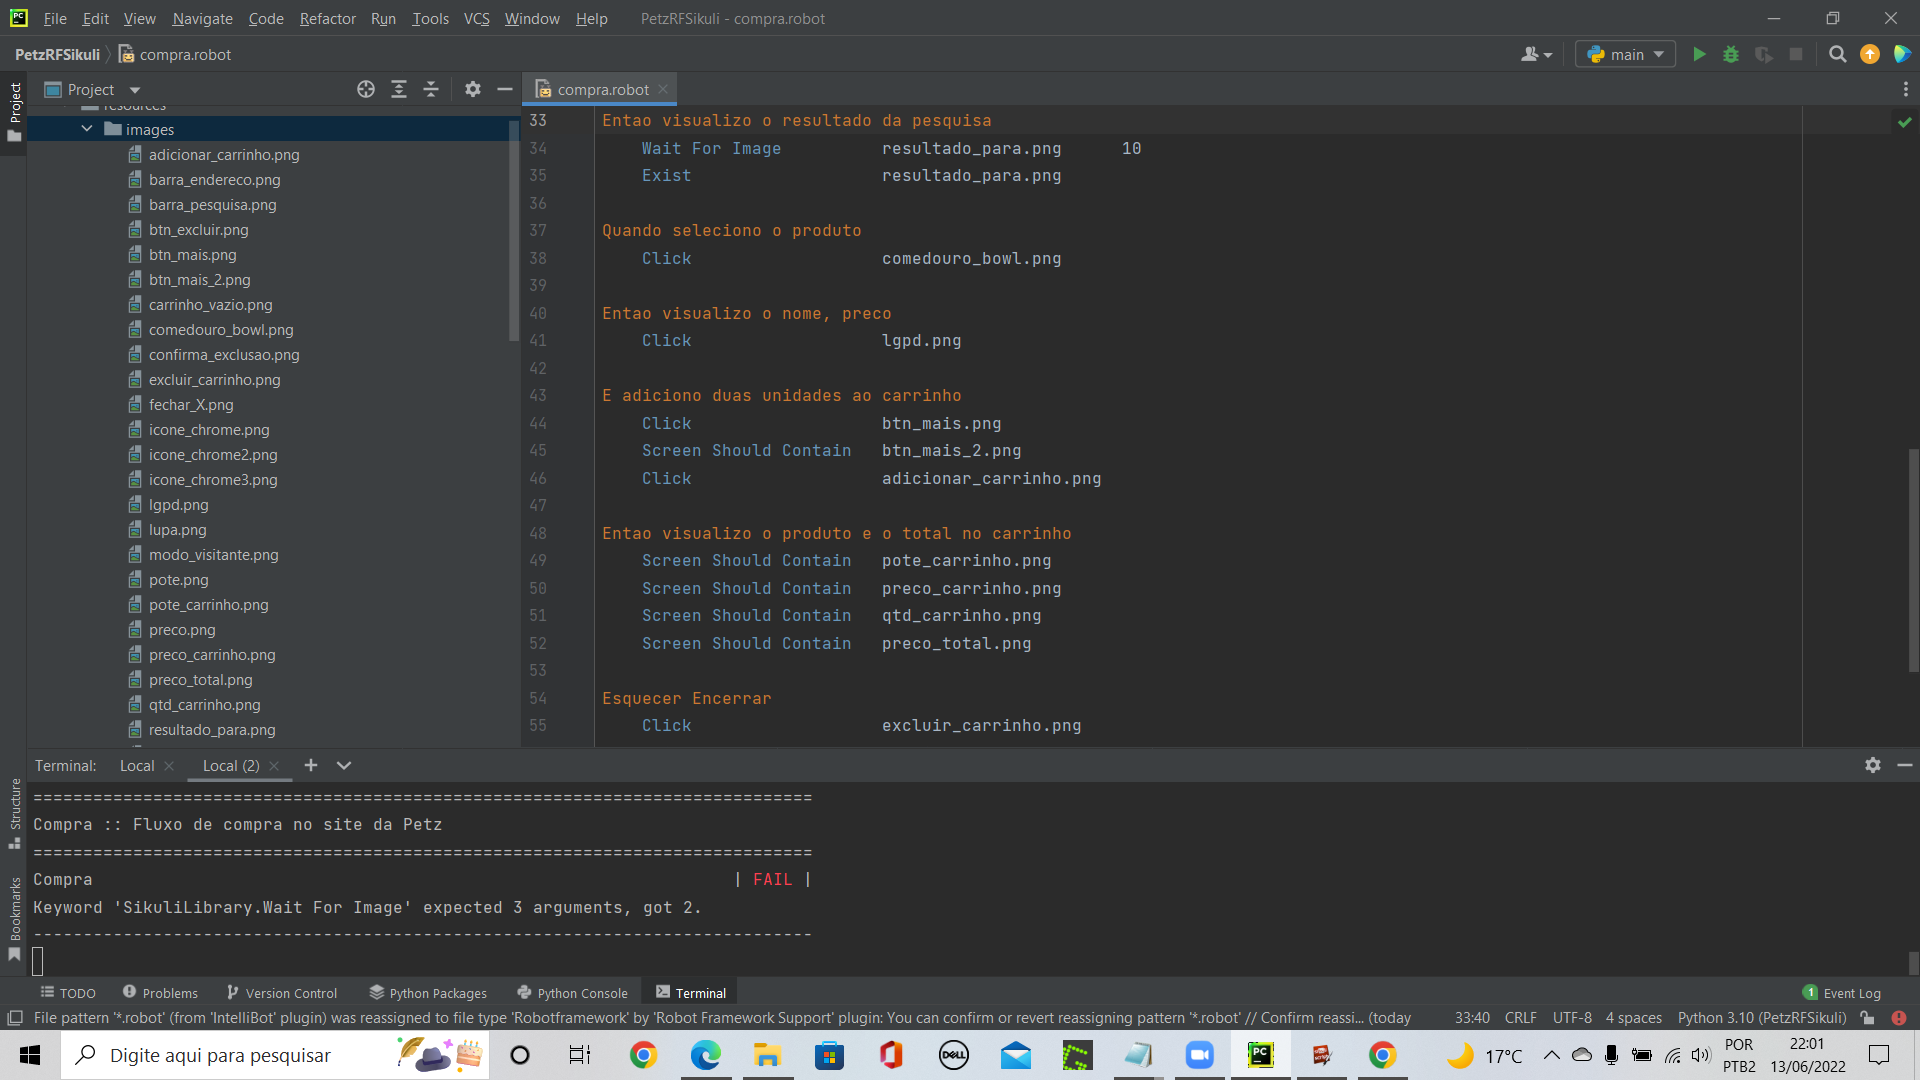 File Edit View Navigate Code Refactor Run Tools VCS Window Help PetzRFSikuli - compra.robot
PetzRFSikuli compra.robot main
Project
Project
compra.robot
resources
images
adicionar_carrinho.png
barra_endereco.png
barra_pesquisa.png
btn_excluir.png
btn_mais.png
btn_mais_2.png
carrinho_vazio.png
comedouro_bowl.png
confirma_exclusao.png
excluir_carrinho.png
fechar_X.png
icone_chrome.png
icone_chrome2.png
icone_chrome3.png
lgpd.png
lupa.png
modo_visitante.png
pote.png
pote_carrinho.png
preco.png
preco_carrinho.png
preco_total.png
qtd_carrinho.png
resultado_para.png
33 Entao visualizo o resultado da pesquisa
34 Wait For Image resultado_para.png 10
35 Exist resultado_para.png
36
37 Quando seleciono o produto
38 Click comedouro_bowl.png
39
40 Entao visualizo o nome, preco
41 Click lgpd.png
42
43 E adiciono duas unidades ao carrinho
44 Click btn_mais.png
45 Screen Should Contain btn_mais_2.png
46 Click adicionar_carrinho.png
47
48 Entao visualizo o produto e o total no carrinho
49 Screen Should Contain pote_carrinho.png
50 Screen Should Contain preco_carrinho.png
51 Screen Should Contain qtd_carrinho.png
52 Screen Should Contain preco_total.png
53
54 Esquecer Encerrar
55 Click excluir_carrinho.png
Structure
Bookmarks
Terminal: Local Local (2)
==============================================================================
Compra :: Fluxo de compra no site da Petz
==============================================================================
Compra | FAIL |
Keyword 'SikuliLibrary.Wait For Image' expected 3 arguments, got 2.
------------------------------------------------------------------------------
TODO Problems Version Control Python Packages Python Console Terminal 1 Event Log
File pattern '*.robot' (from 'IntelliBot' plugin) was reassigned to file type 'Robotframework' by 'Robot Framework Support' plugin: You can confirm or revert reassigning pattern '*.robot' // Confirm reassi... (today 33:40 CRLF UTF-8 4 spaces Python 3.10 (PetzRFSikuli)
Digite aqui para pesquisar
DELL
PC
17°C
POR
PTB2
22:01
13/06/2022